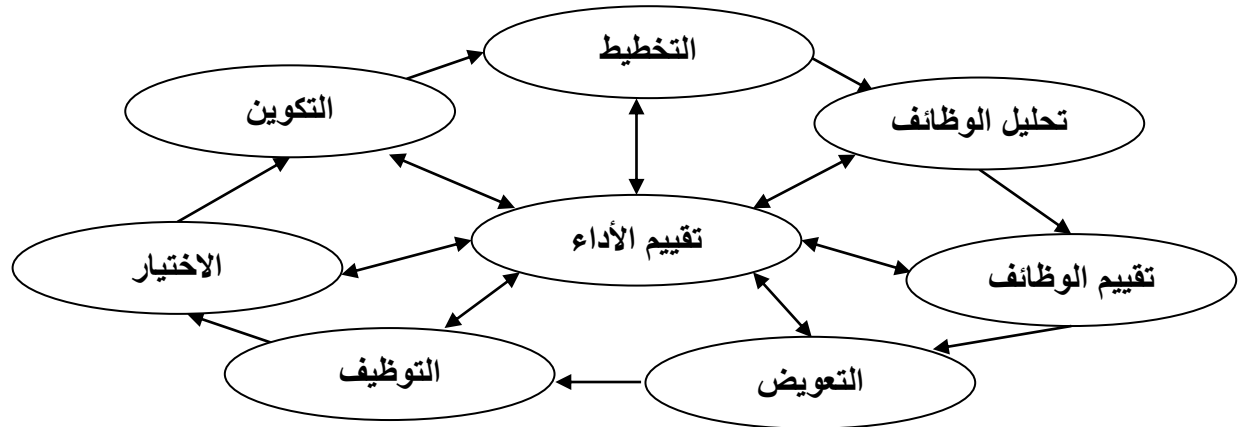 التخطيط
التكوين
تحليل الوظائف
تقييم الأداء
الاختيار
تقييم الوظائف
التوظيف
التعويض